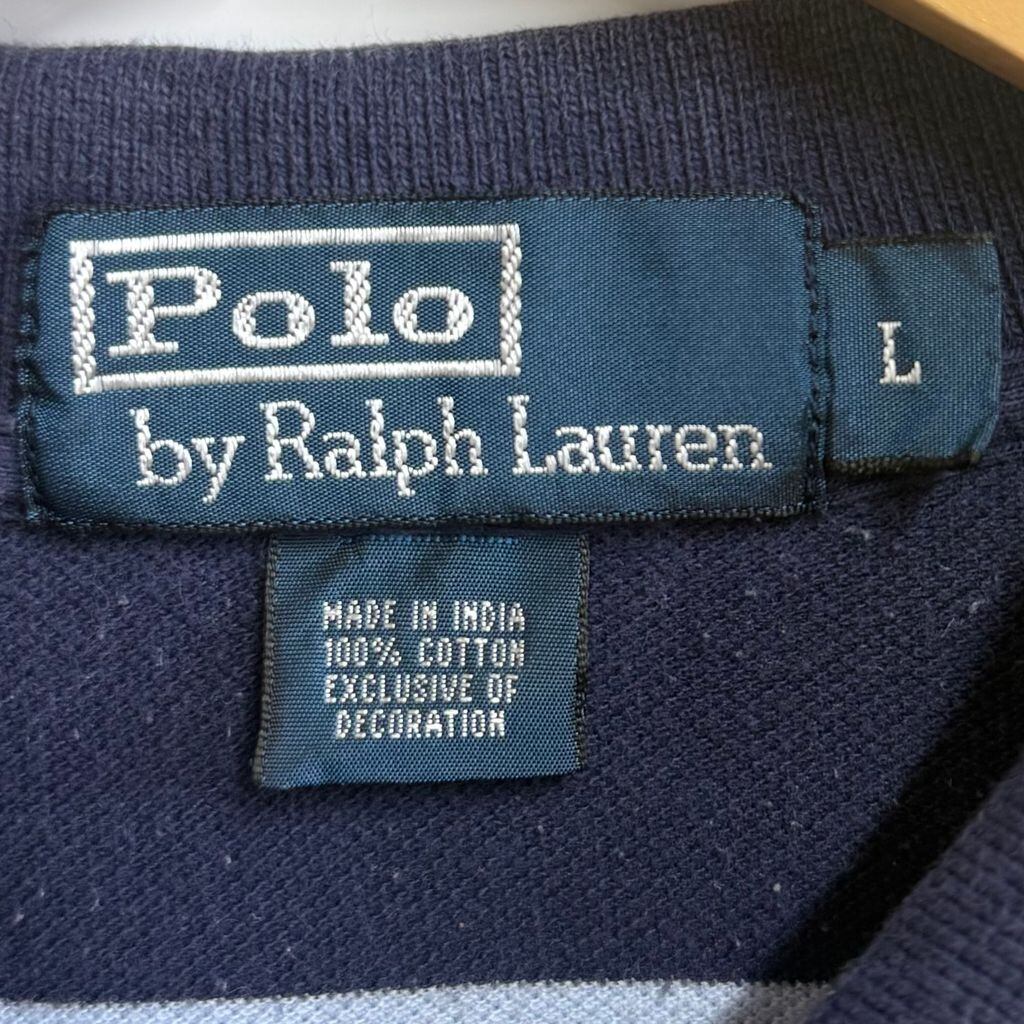 Polo
by Ralph Lauren
L
MADE IN INDIA
100% COTTON
EXCLUSIVE OF
DECORATION